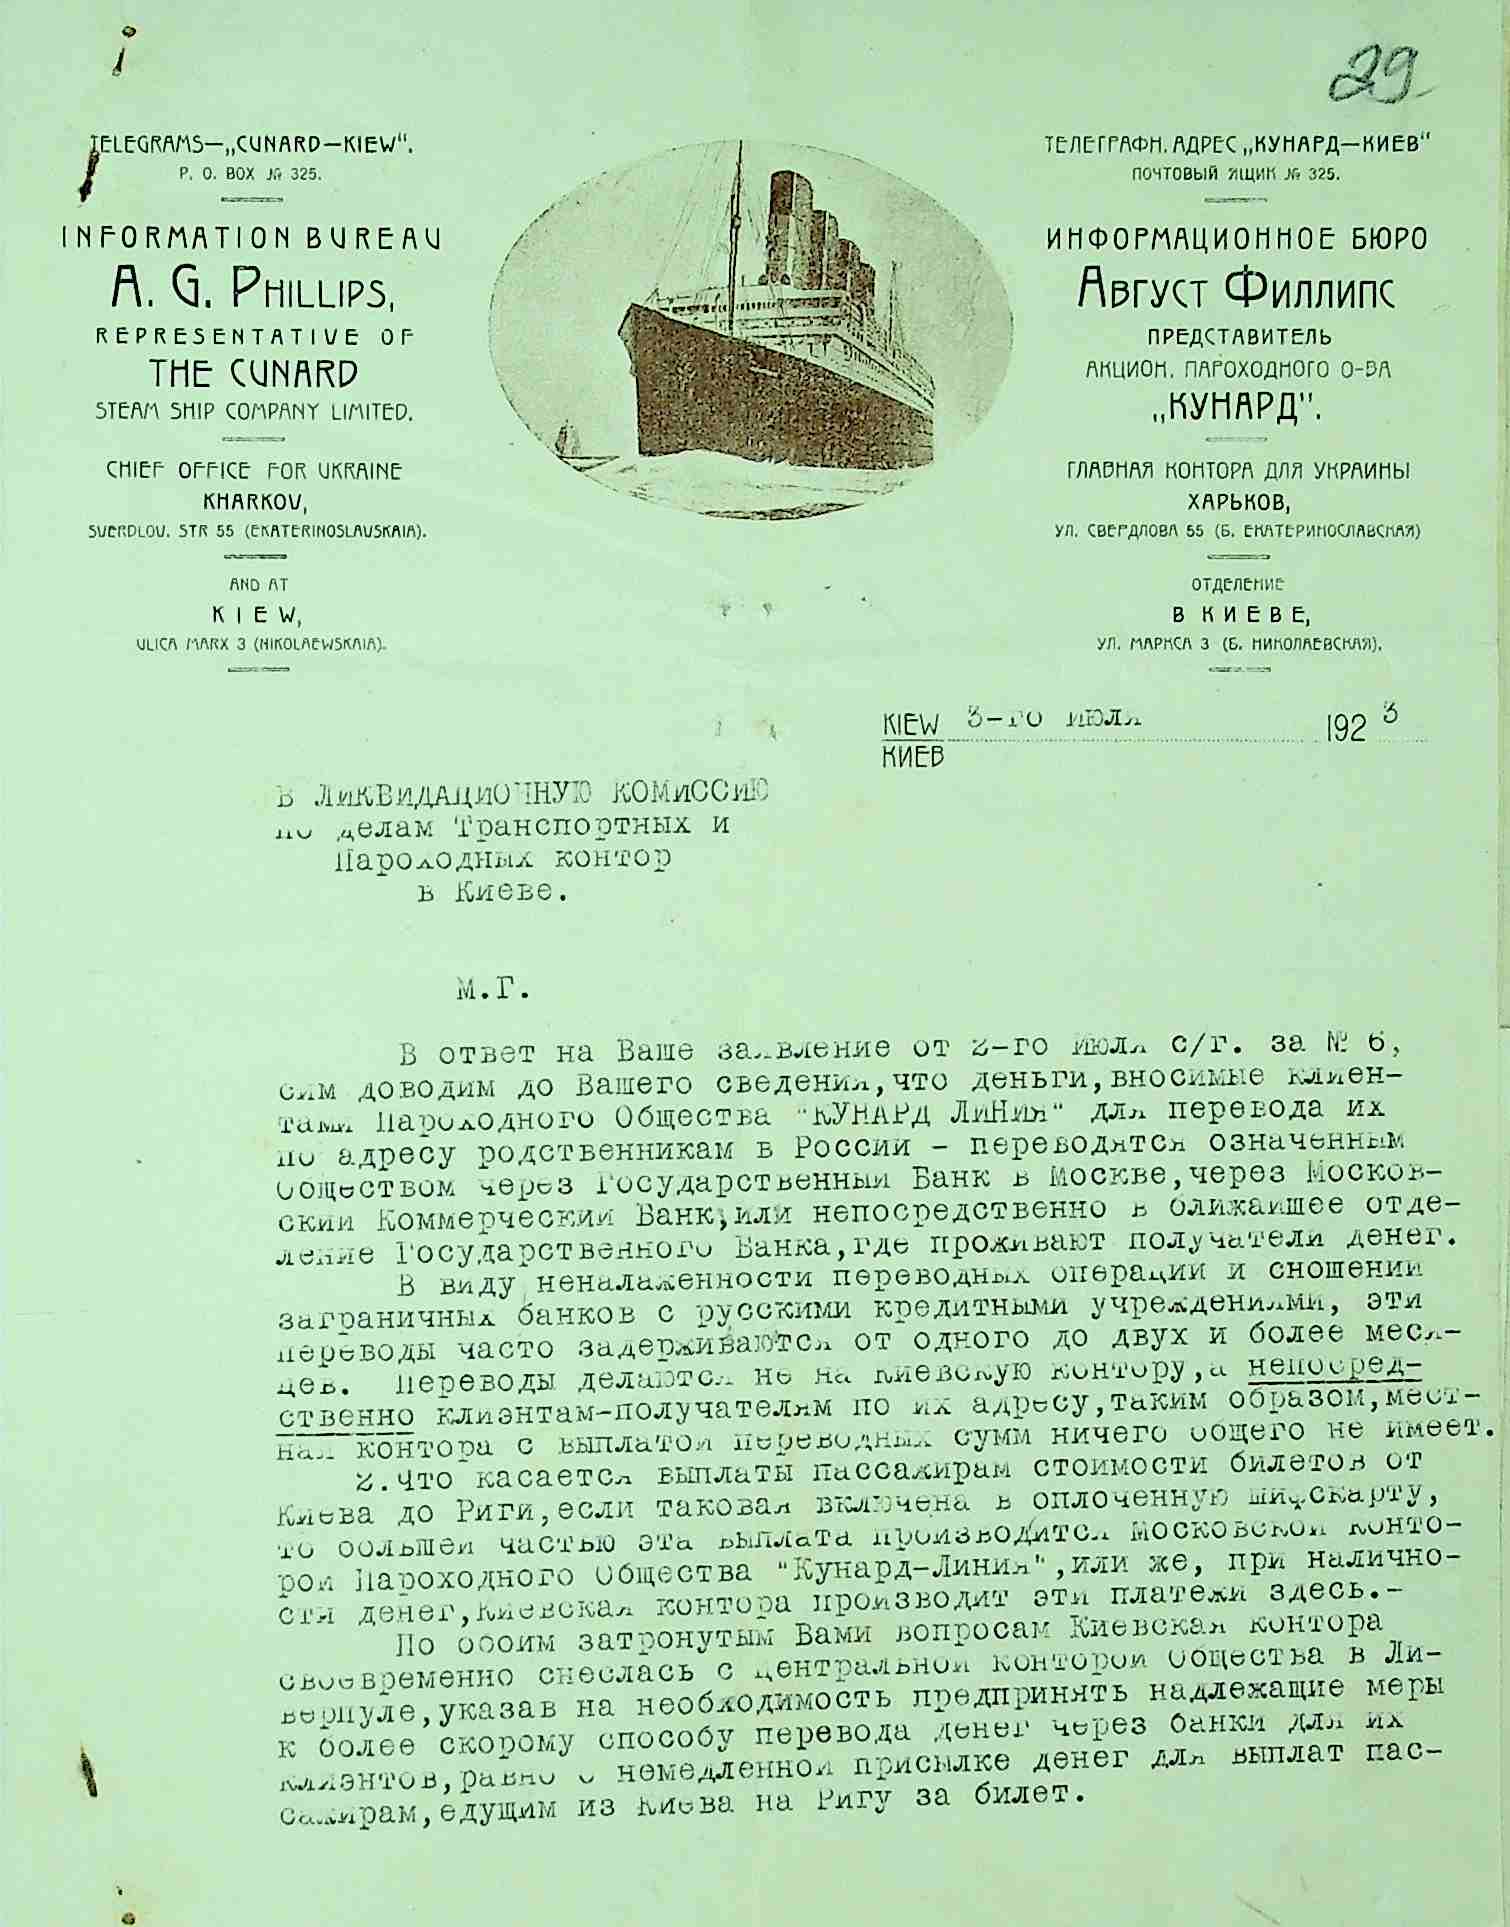 29
TELEGRAMS—„CUNARD—KIEW“.
P. O. BOX № 325.
INFORMATION BUREAU
A. G. PHILLIPS,
REPRESENTATIVE OF
THE CUNARD
STEAM SHIP COMPANY LIMITED.
CHIEF OFFICE FOR UKRAINE
KHARKOV,
SVERDLOV. STR 55 (EKATERINOSLAVSKAIA).
AND AT
KIEW,
ULICA MARX 3 (NIKOLAEWSKAIA).
ТЕЛЕГРАФН. АДРЕС „КУНАРД—КИЕВ“
ПОЧТОВЫЙ ЯЩИК № 325.
ИНФОРМАЦИОННОЕ БЮРО
АВГУСТ ФИЛЛИПС
ПРЕДСТАВИТЕЛЬ
АКЦИОН. ПАРОХОДНОГО О-ВА
„КУНАРД“.
ГЛАВНАЯ КОНТОРА ДЛЯ УКРАИНЫ
ХАРЬКОВ,
УЛ. СВЕРДЛОВА 55 (Б. ЕКАТЕРИНОСЛАВСКАЯ)
ОТДЕЛЕНИЕ
В КИЕВЕ,
УЛ. МАРКСА 3 (Б. НИКОЛАЕВСКАЯ).
KIEW 3-го июля 1923
КИЕВ
В ЛИКВИДАЦИОННУЮ КОМИССИЮ
по делам Транспортных и
Пароходных контор
в Киеве.
М.Г.
В ответ на Ваше заявление от 2-го Июля с/г. за № 6,
сим доводим до Вашего сведения,что деньги,вносимые клиен-
тами Пароходного Общества "КУНАРД ЛИНИЯ" для перевода их
по адресу родственникам в России - переводятся означенным
Обществом через Государственный Банк в Москве,через Москов-
ский Коммерческий Банк,или непосредственно в ближайшее отде-
ление Государственного Банка,где проживают получатели денег.
В виду неналаженности переводных операций и сношений
заграничных банков с русскими кредитными учреждениями, эти
переводы часто задерживаются от одного до двух и более меся-
цев. Переводы делаются не на Киевскую контору,а непосред-
ственно клиэнтам-получателям по их адресу,таким образом,мест-
ная контора с выплатой переводных сумм ничего общего не имеет.
2.Что касается выплаты пассажирам стоимости билетов от
Киева до Риги,если таковая включена в оплоченную шифскарту,
то большей частью эта выплата производится Московской Конто-
рой Пароходного Общества "Кунард-Линия",или же, при налично-
сти денег,Киевская контора производит эти платежи здесь.-
По обоим затронутым Вами вопросам Киевская контора
своевременно снеслась с центральной конторой Общества в Ли-
верпуле,указав на необходимость предпринять надлежащие меры
к более скорому способу перевода денег через банки для их
клиэнтов,равно о немедленной присылке денег для выплат пас-
сажирам,едущим из Киева на Ригу за билет.